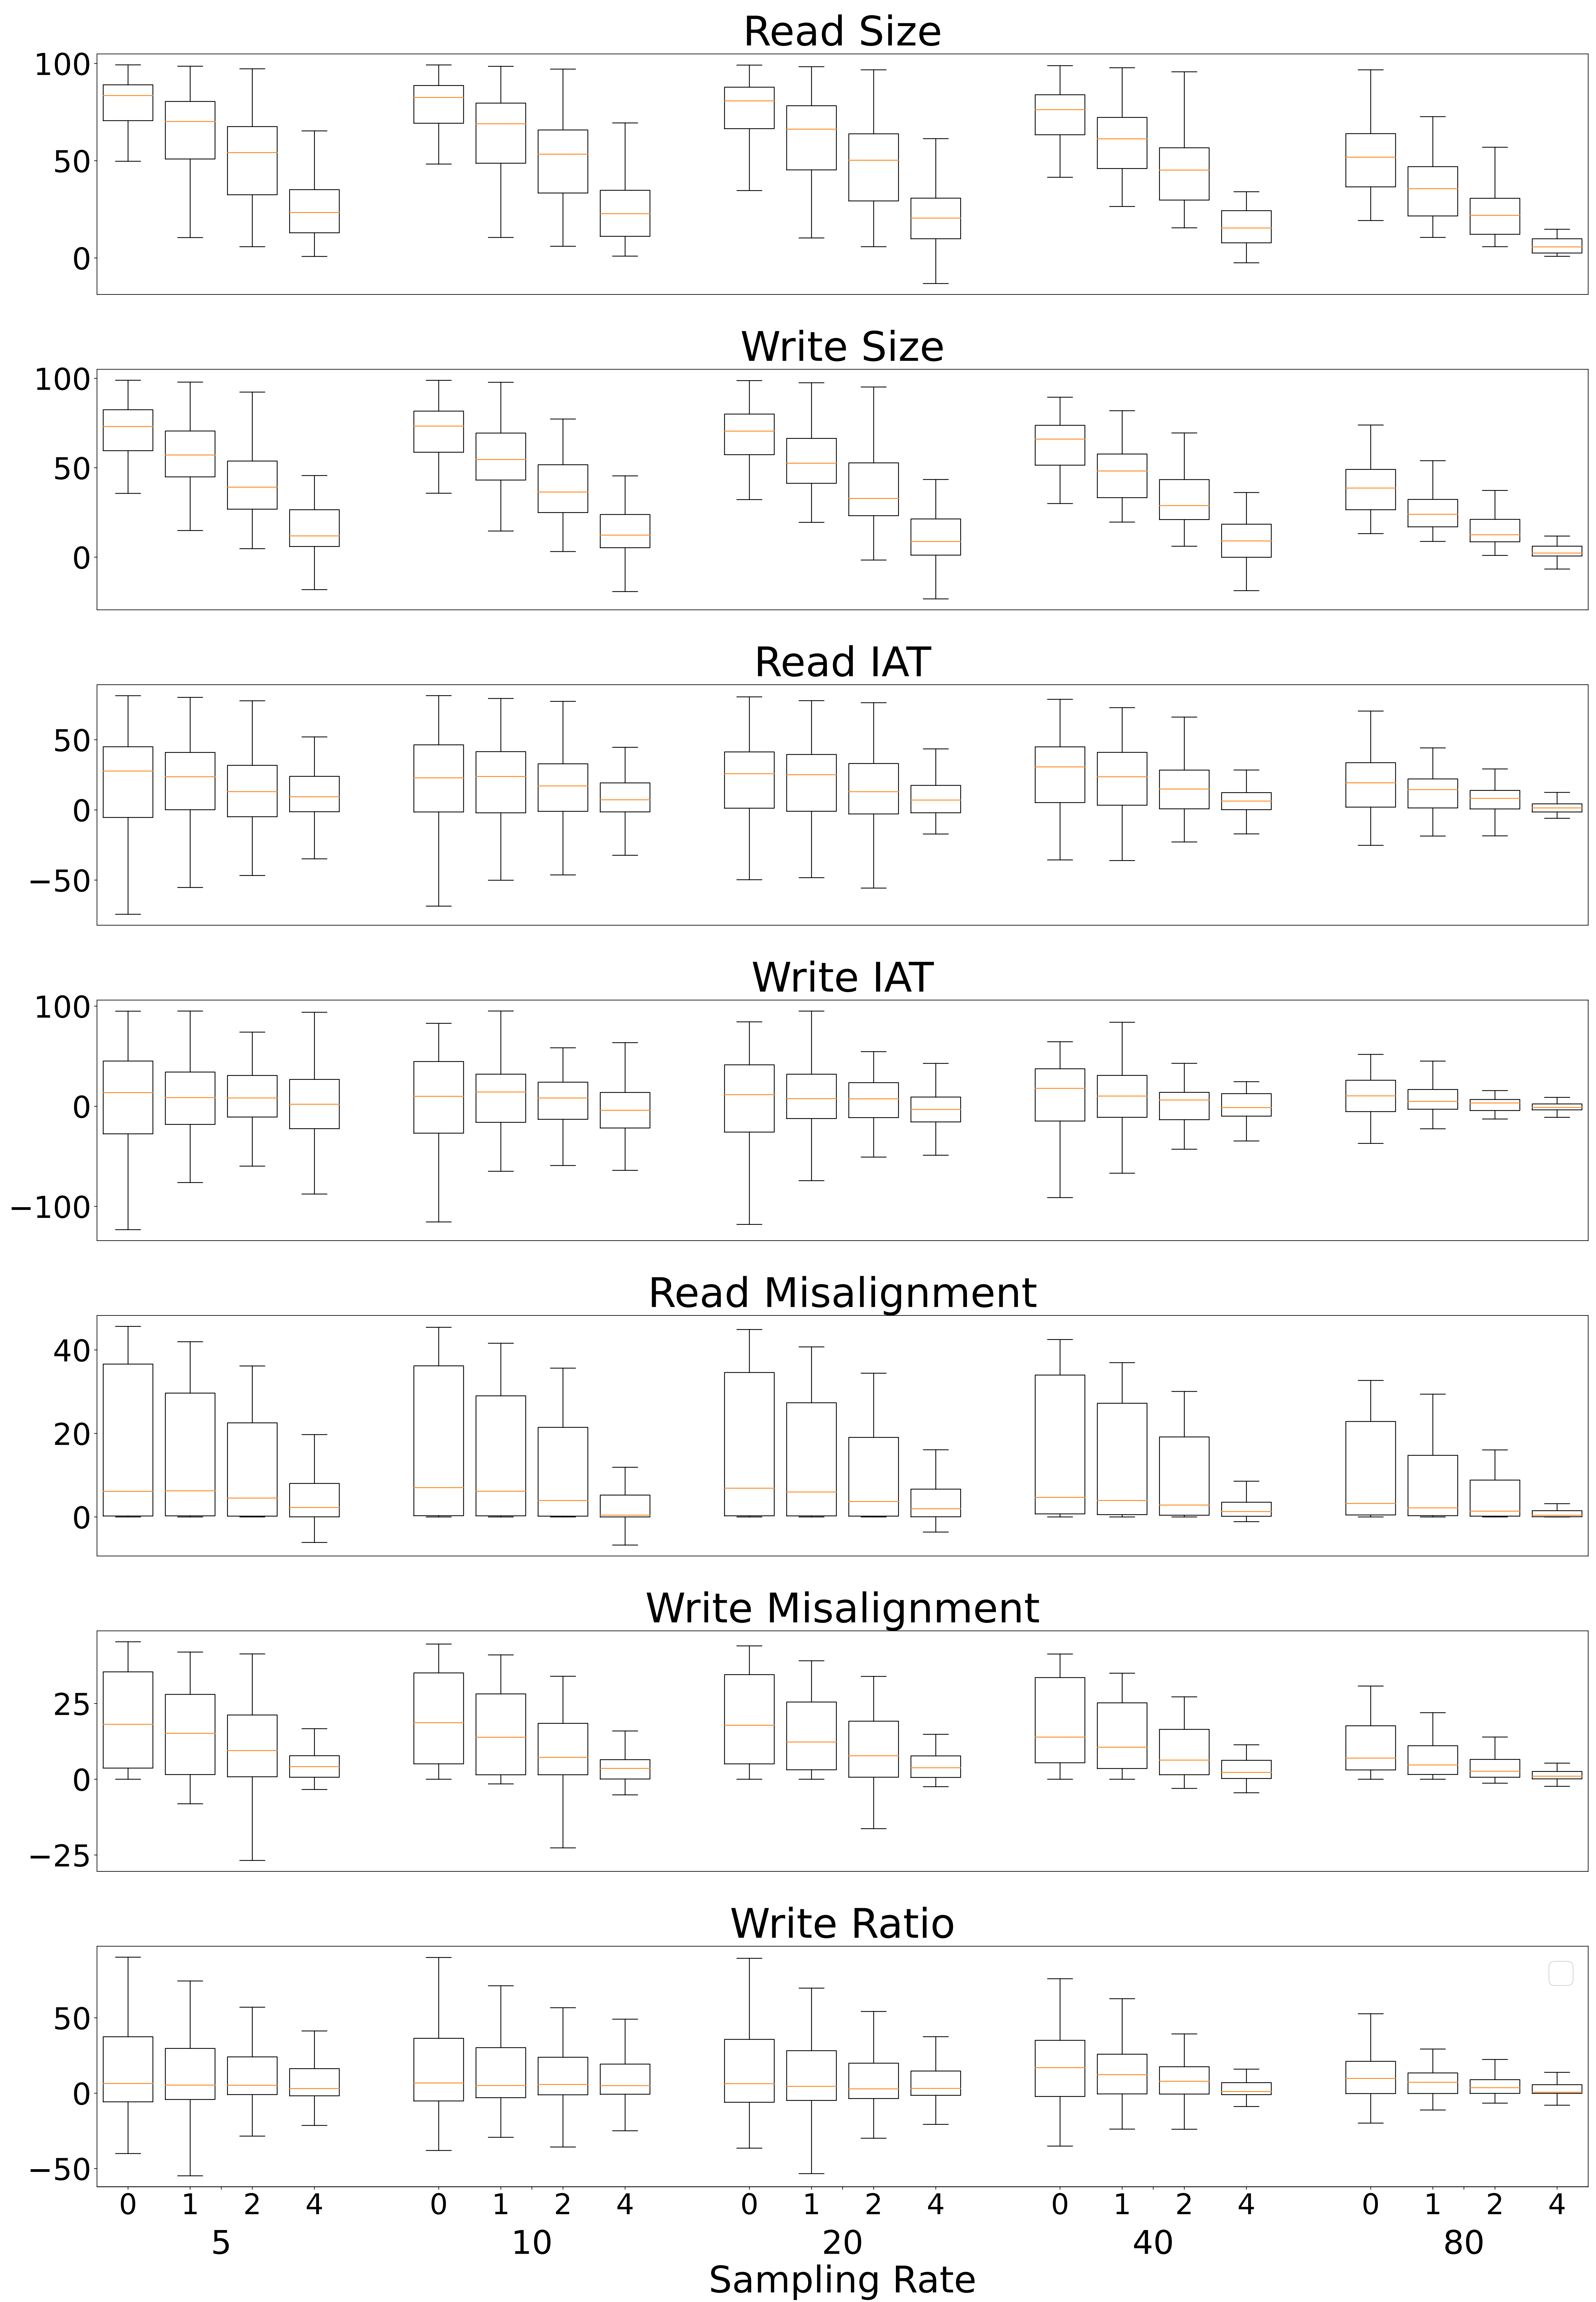 Read Size
100
50
0
Write Size
100
50
0
Read IAT
50
0
−50
Write IAT
100
0
−100
Read Misalignment
40
20
0
Write Misalignment
25
0
−25
Write Ratio
50
0
−50
0 1 2 4 0 1 2 4 0 1 2 4 0 1 2 4 0 1 2 4
5 10 20 40 80
Sampling Rate